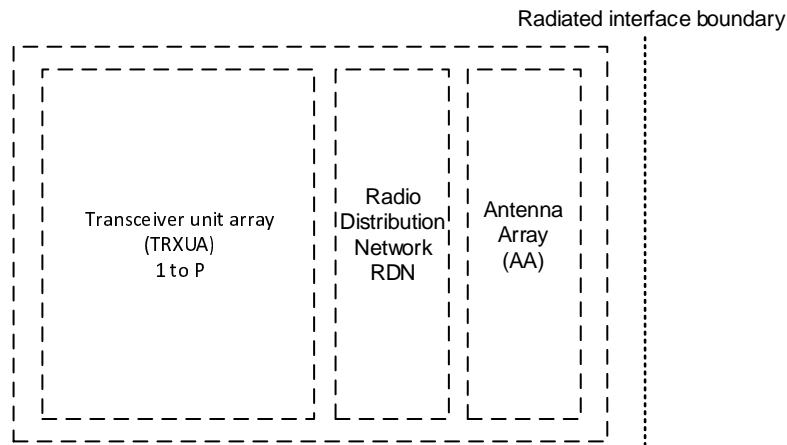 Radiated interface boundary
Transceiver unit array
(TRXUA)
1 to P
Radio
Distribution
Network
RDN
Antenna
Array
(AA)